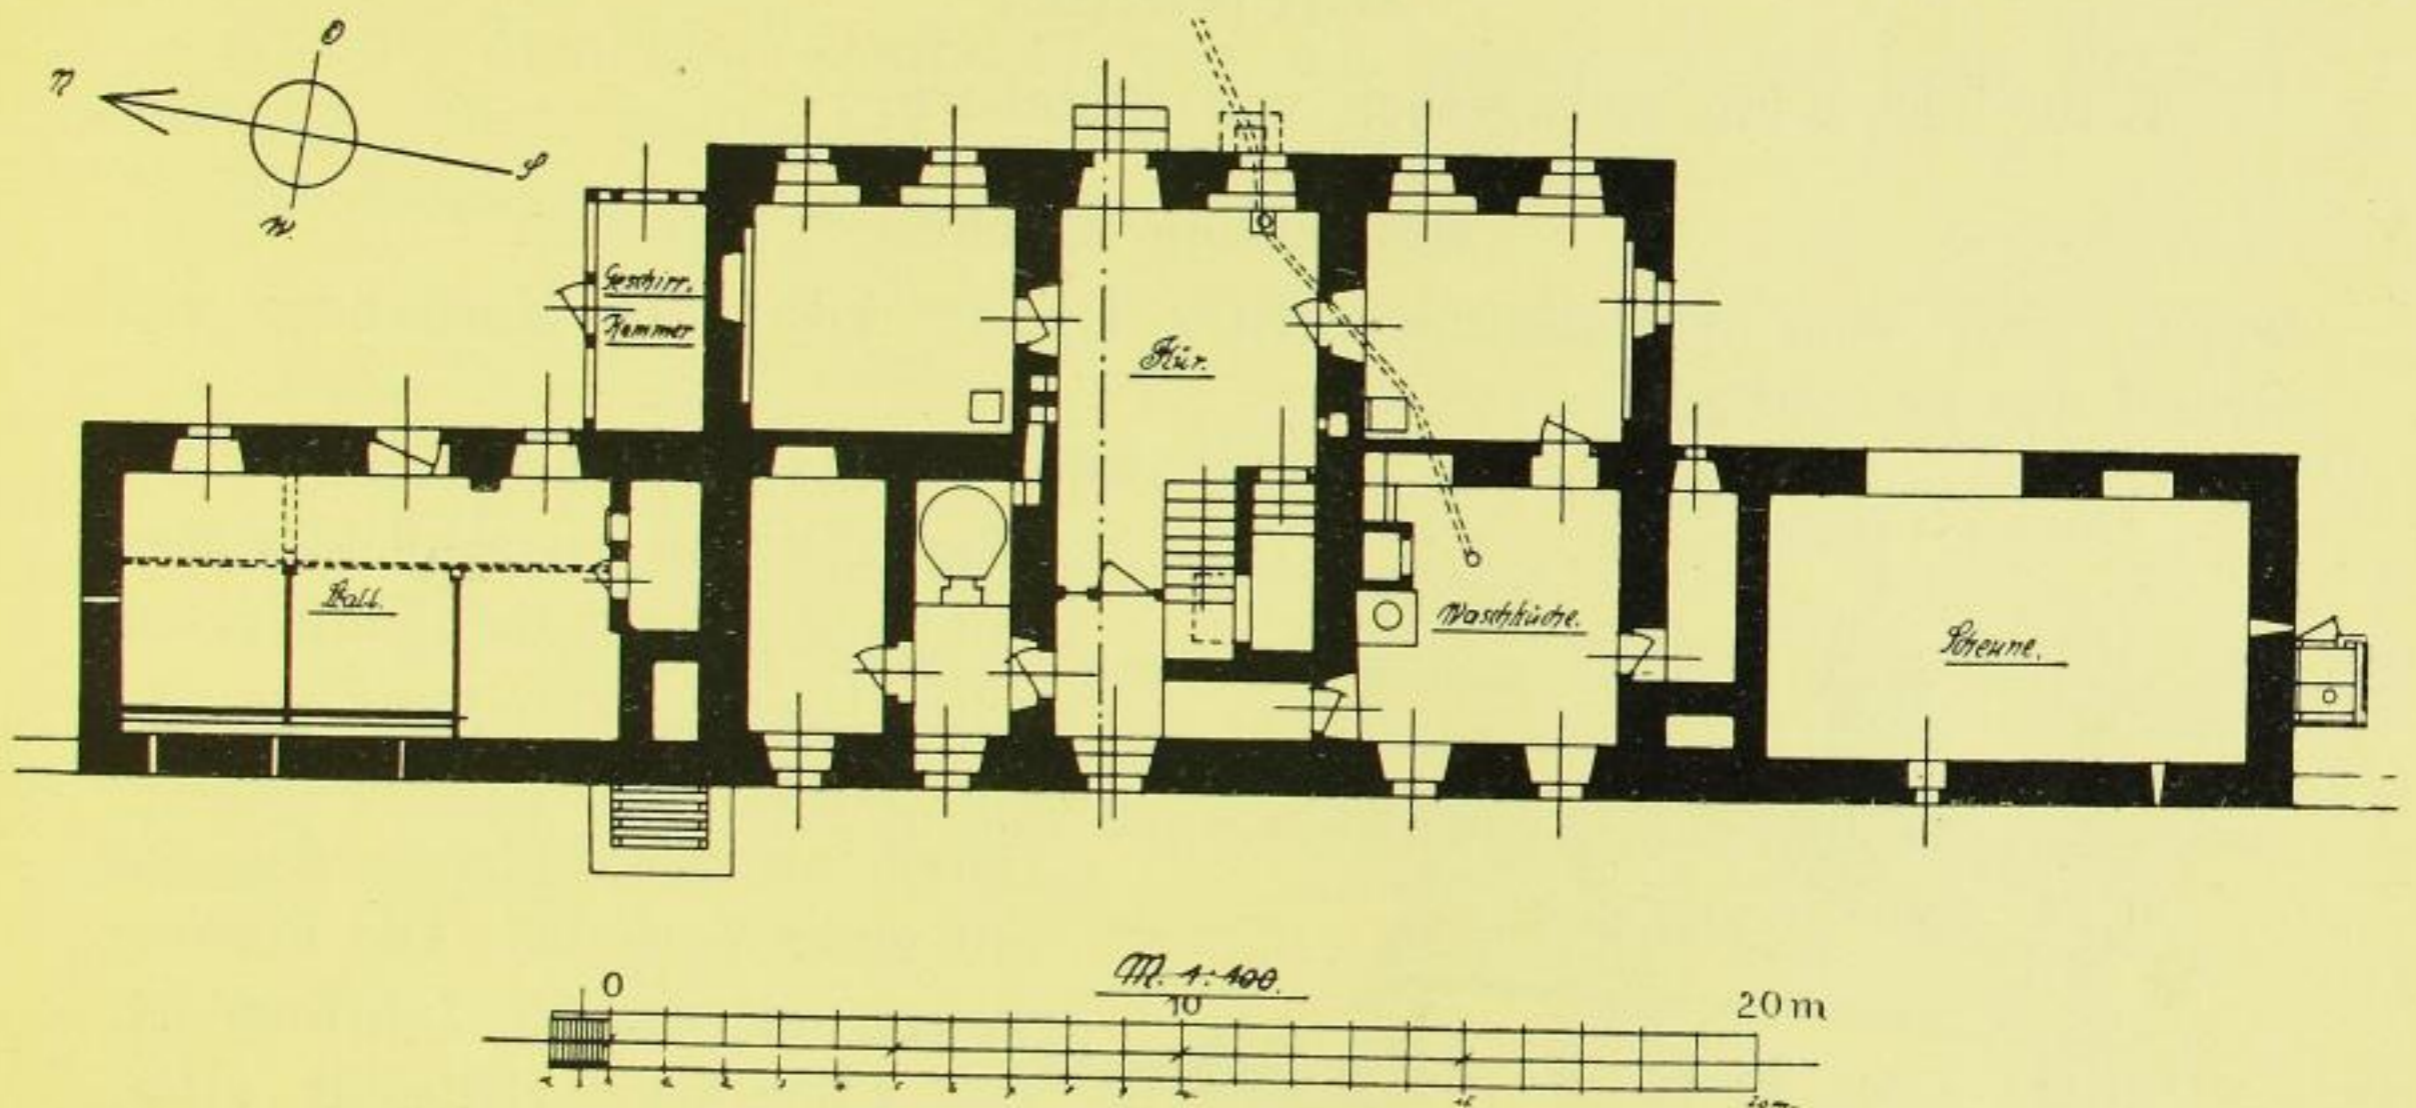 O
N
S
W.
Geschirr.
Kammer
Flur.
Stall.
Waschküche.
Scheune.
M. 1:100.
0
10
20 m